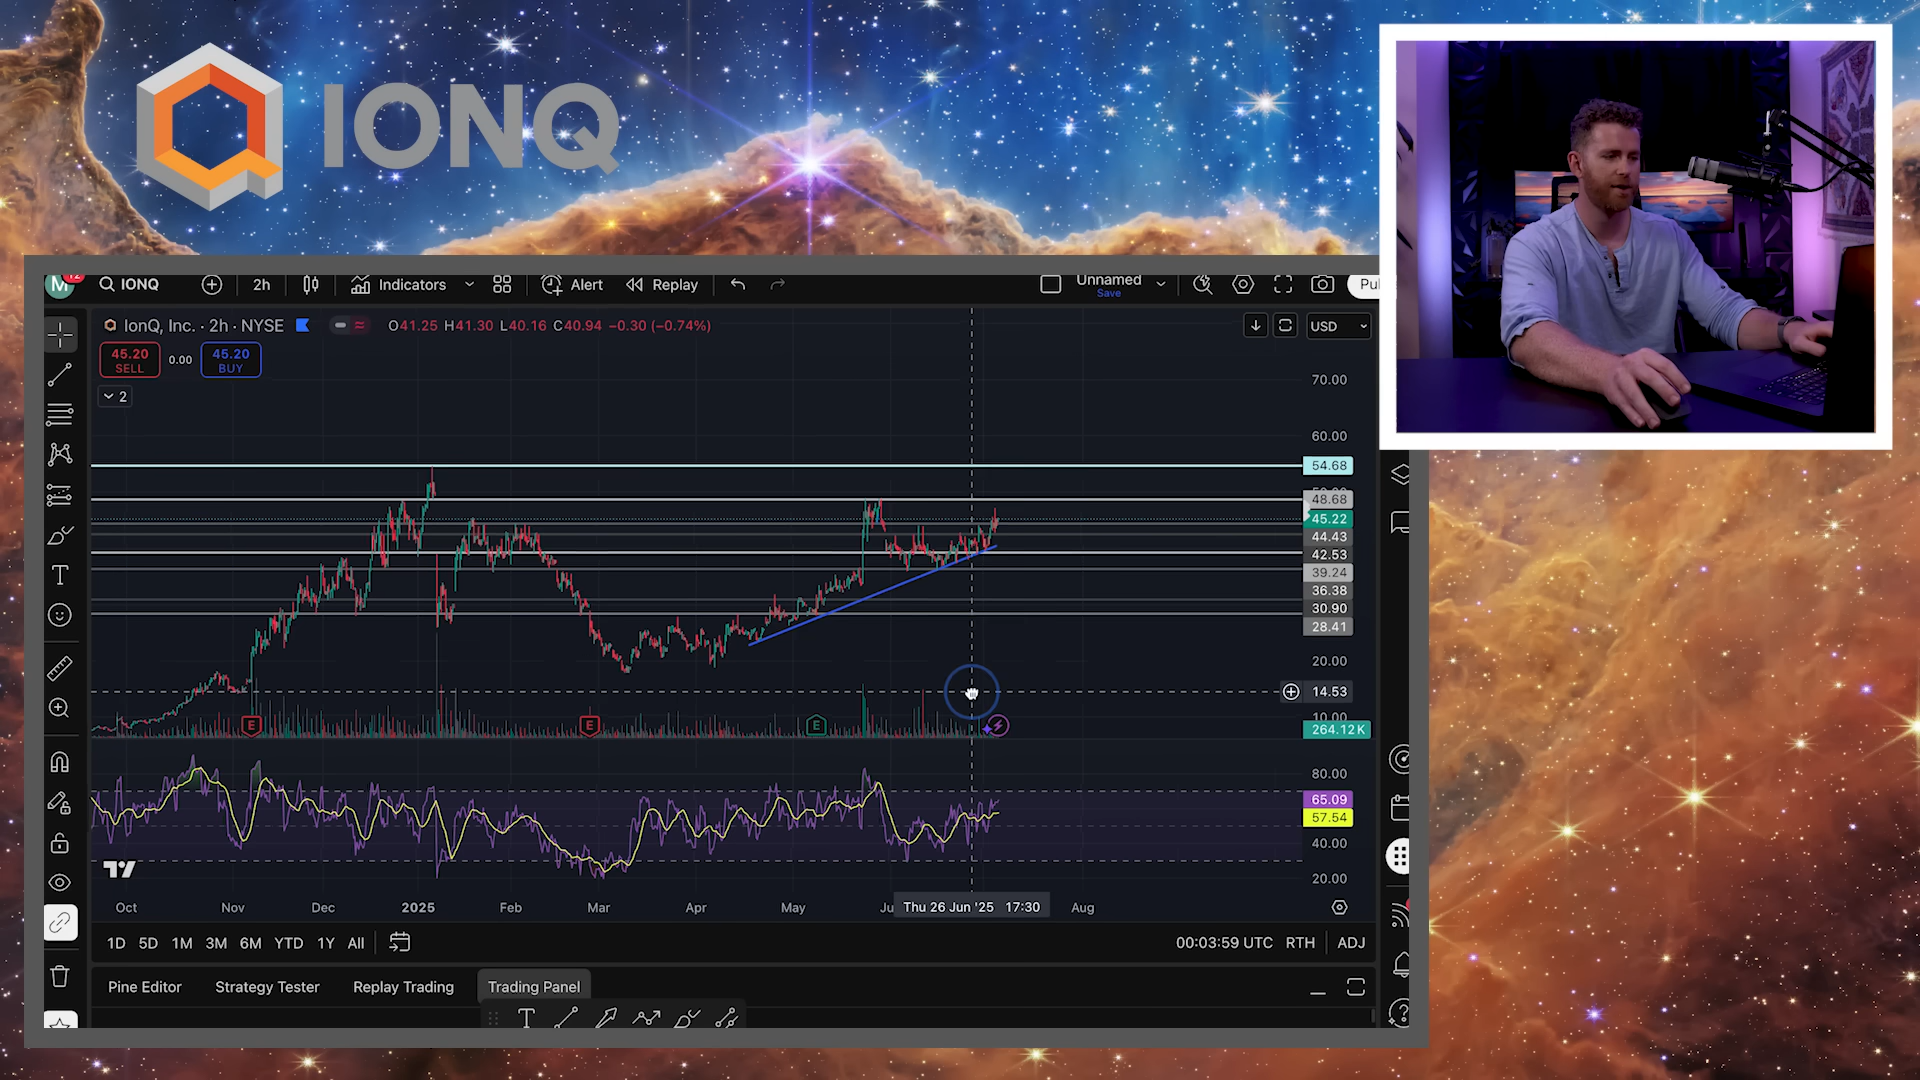 IONQ
M
12
IONQ
2h
Indicators
Alert
Replay
Unnamed
Save
IonQ, Inc. · 2h · NYSE
O41.25 H41.30 L40.16 C40.94 −0.30 (−0.74%)
USD
45.20
SELL
0.00
45.20
BUY
2
70.00
60.00
54.68
48.68
45.22
44.43
42.53
39.24
36.38
30.90
28.41
20.00
14.53
10.00
264.12K
E
E
E
80.00
65.09
57.54
40.00
20.00
Oct
Nov
Dec
2025
Feb
Mar
Apr
May
Thu 26 Jun '25 17:30
Aug
1D 5D 1M 3M 6M YTD 1Y All
00:03:59 UTC RTH ADJ
Pine Editor
Strategy Tester
Replay Trading
Trading Panel